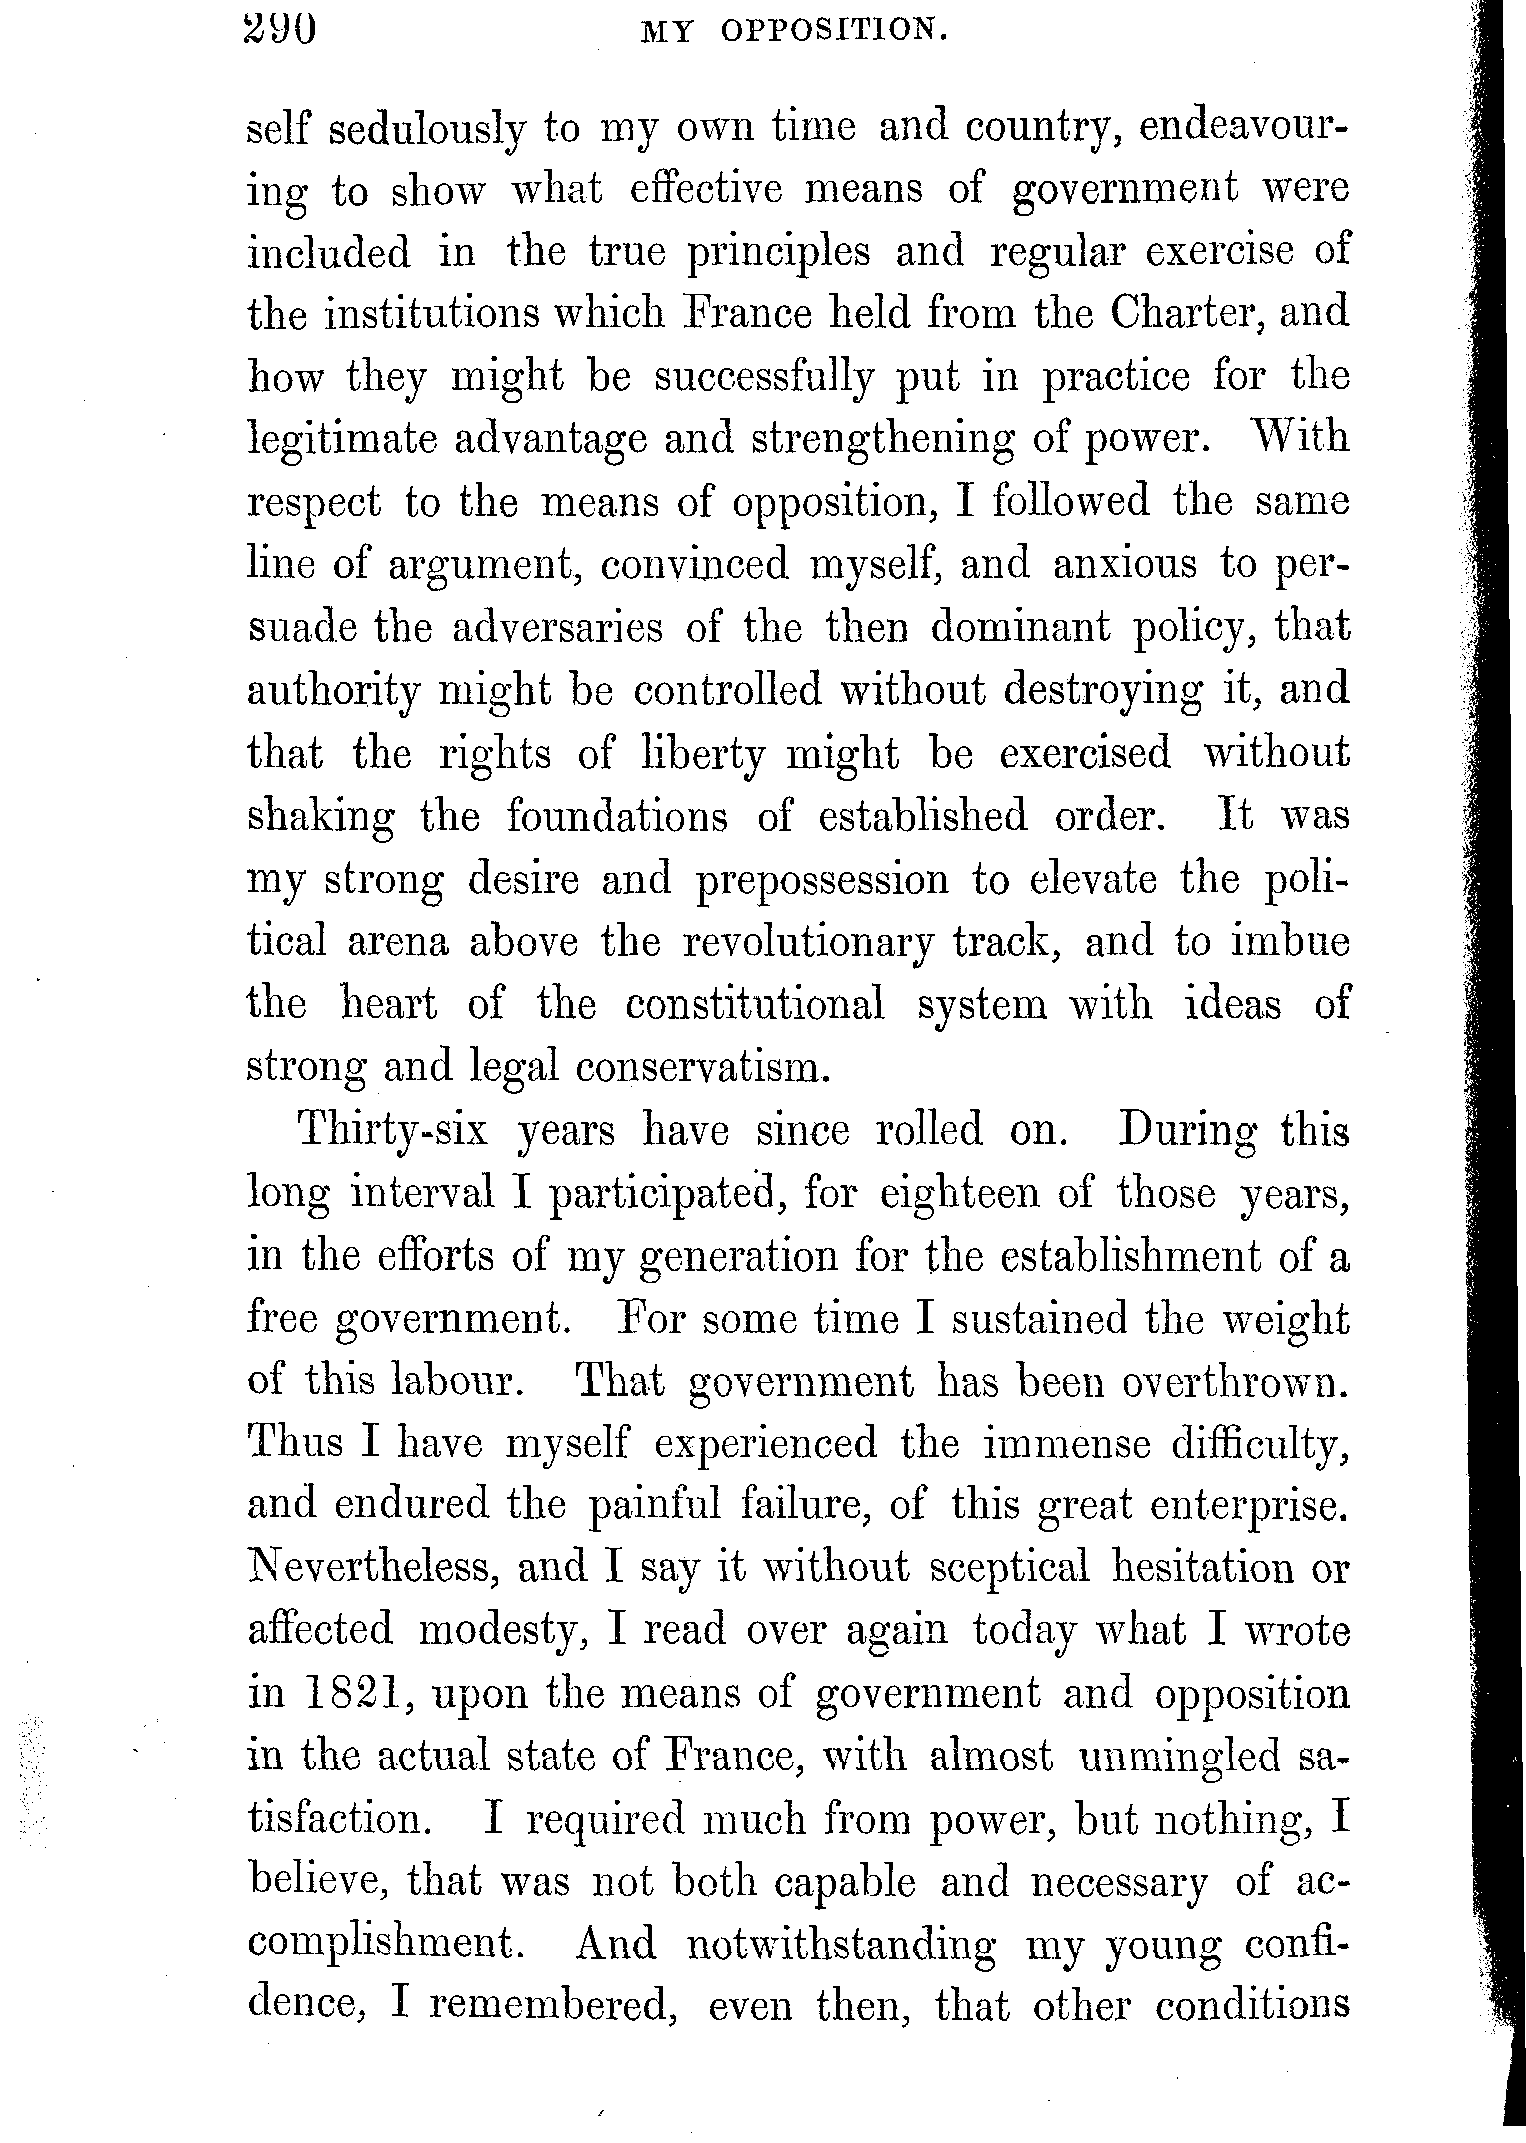 290 MY OPPOSITION.
self sedulously to my own time and country, endeavour-
ing to show what effective means of government were
included in the true principles and regular exercise of
the institutions which France held from the Charter, and
how they might be successfully put in practice for the
legitimate advantage and strengthening of power. With
respect to the means of opposition, I followed the same
line of argument, convinced myself, and anxious to per-
suade the adversaries of the then dominant policy, that
authority might be controlled without destroying it, and
that the rights of liberty might be exercised without
shaking the foundations of established order. It was
my strong desire and prepossession to elevate the poli-
tical arena above the revolutionary track, and to imbue
the heart of the constitutional system with ideas of
strong and legal conservatism.
Thirty-six years have since rolled on. During this
long interval I participated, for eighteen of those years,
in the efforts of my generation for the establishment of a
free government. For some time I sustained the weight
of this labour. That government has been overthrown.
Thus I have myself experienced the immense difficulty,
and endured the painful failure, of this great enterprise.
Nevertheless, and I say it without sceptical hesitation or
affected modesty, I read over again today what I wrote
in 1821, upon the means of government and opposition
in the actual state of France, with almost unmingled sa-
tisfaction. I required much from power, but nothing, I
believe, that was not both capable and necessary of ac-
complishment. And notwithstanding my young confi-
dence, I remembered, even then, that other conditions